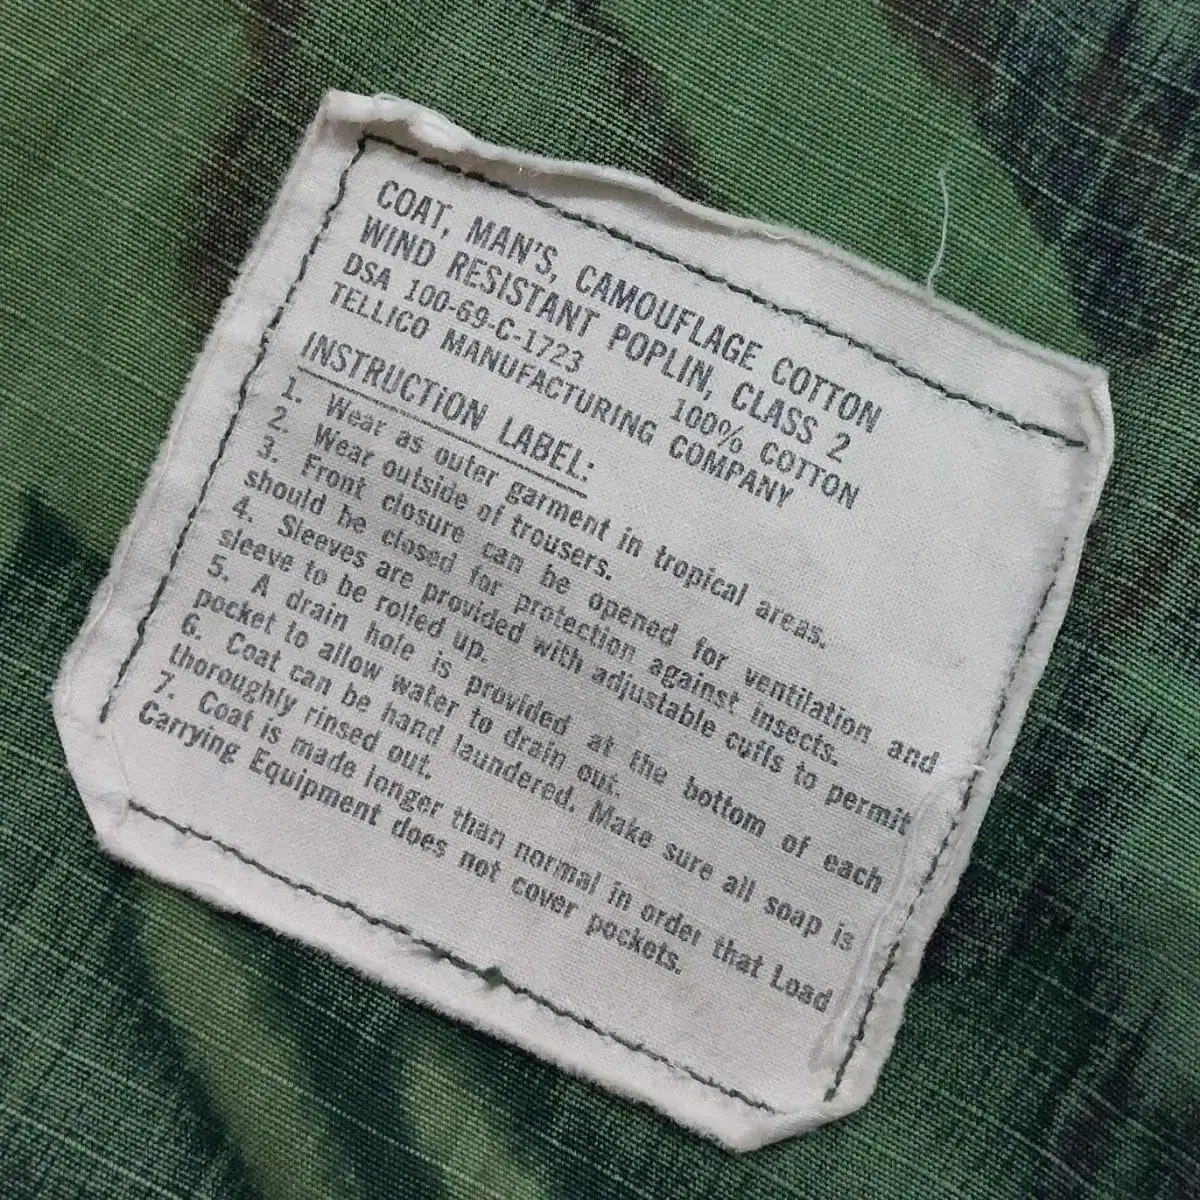 COAT, MAN'S, CAMOUFLAGE COTTON
WIND RESISTANT POPLIN, CLASS 2
DSA 100-69-C-1723 100% COTTON
TELLICO MANUFACTURING COMPANY
INSTRUCTION LABEL:
1. Wear as outer garment in tropical areas.
2. Wear outside of trousers.
3. Front closure can be opened for ventilation and
should be closed for protection against insects.
4. Sleeves are provided with adjustable cuffs to permit
sleeve to be rolled up.
5. A drain hole is provided at the bottom of each
pocket to allow water to drain out.
6. Coat can be hand laundered. Make sure all soap is
thoroughly rinsed out.
7. Coat is made longer than normal in order that Load
Carrying Equipment does not cover pockets.